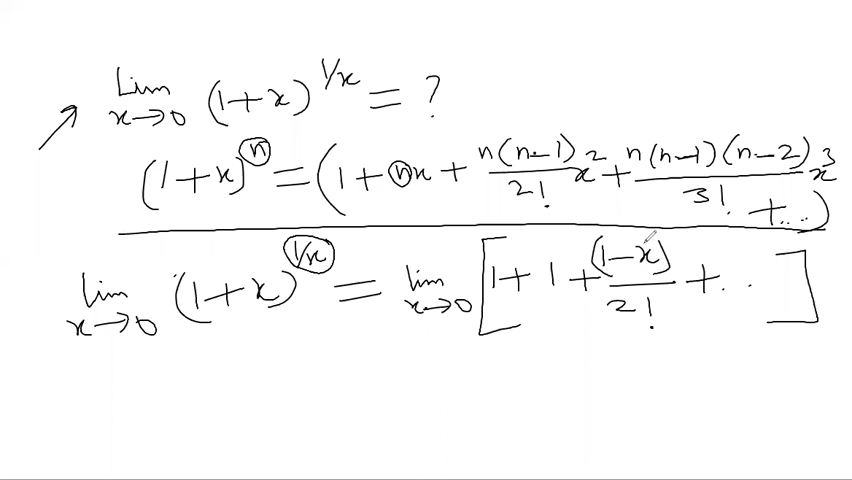 Lim x→0 (1+x)^1/x = ?
(1+x)^n = (1 + nx + n(n-1)/2! x^2 + n(n-1)(n-2)/3! x^3 + ...)
lim x→0 (1+x)^1/x = lim x→0 [1 + 1 + (1-x)/2! + ...]